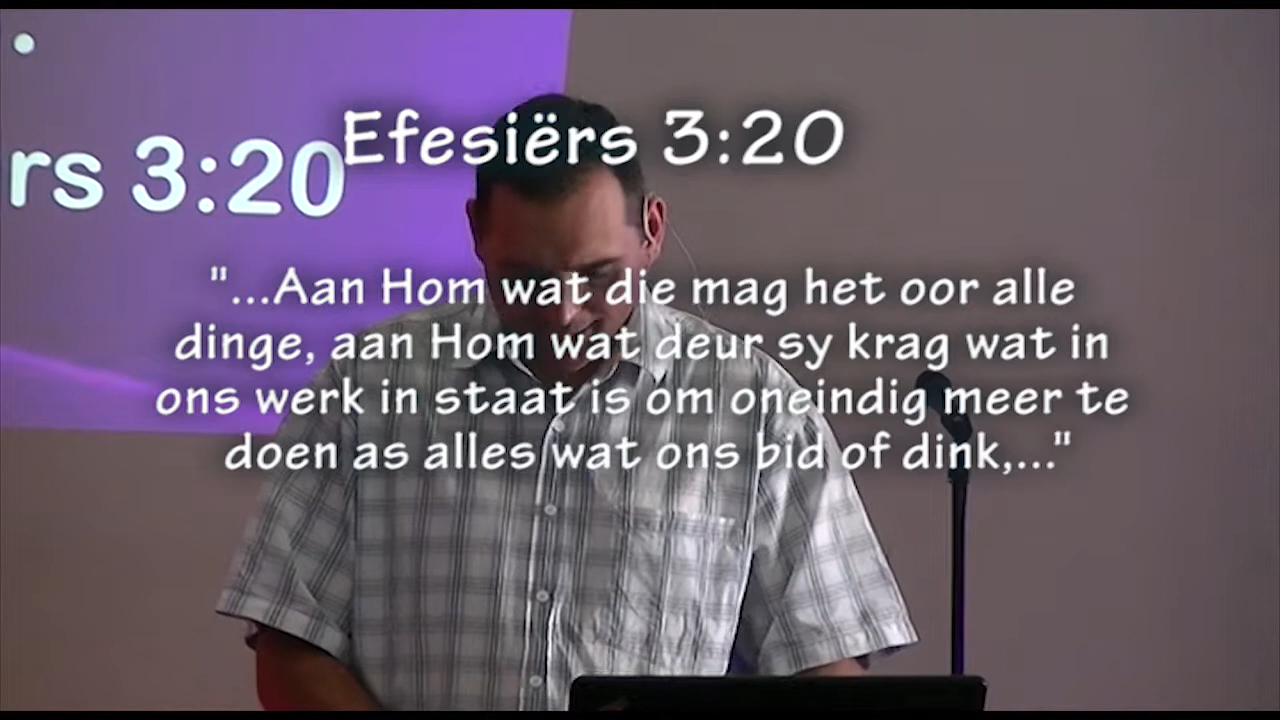 rs 3:20
Efesiërs 3:20
"...Aan Hom wat die mag het oor alle
dinge, aan Hom wat deur sy krag wat in
ons werk in staat is om oneindig meer te
doen as alles wat ons bid of dink,..."